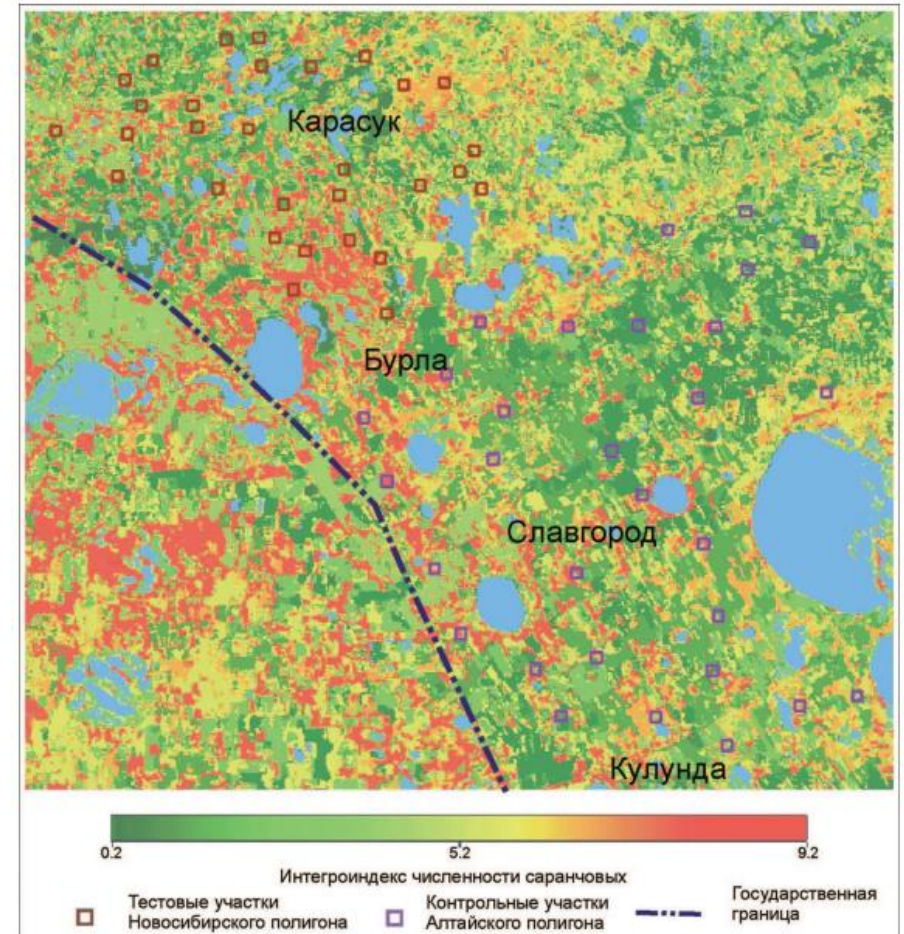 Карасук
Бурла
Славгород
Кулунда
0.2 5.2 9.2
Интегроиндекс численности саранчовых
Тестовые участки
Новосибирского полигона
Контрольные участки
Алтайского полигона
Государственная
граница